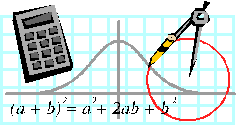 (a + b)² = a² + 2ab + b²